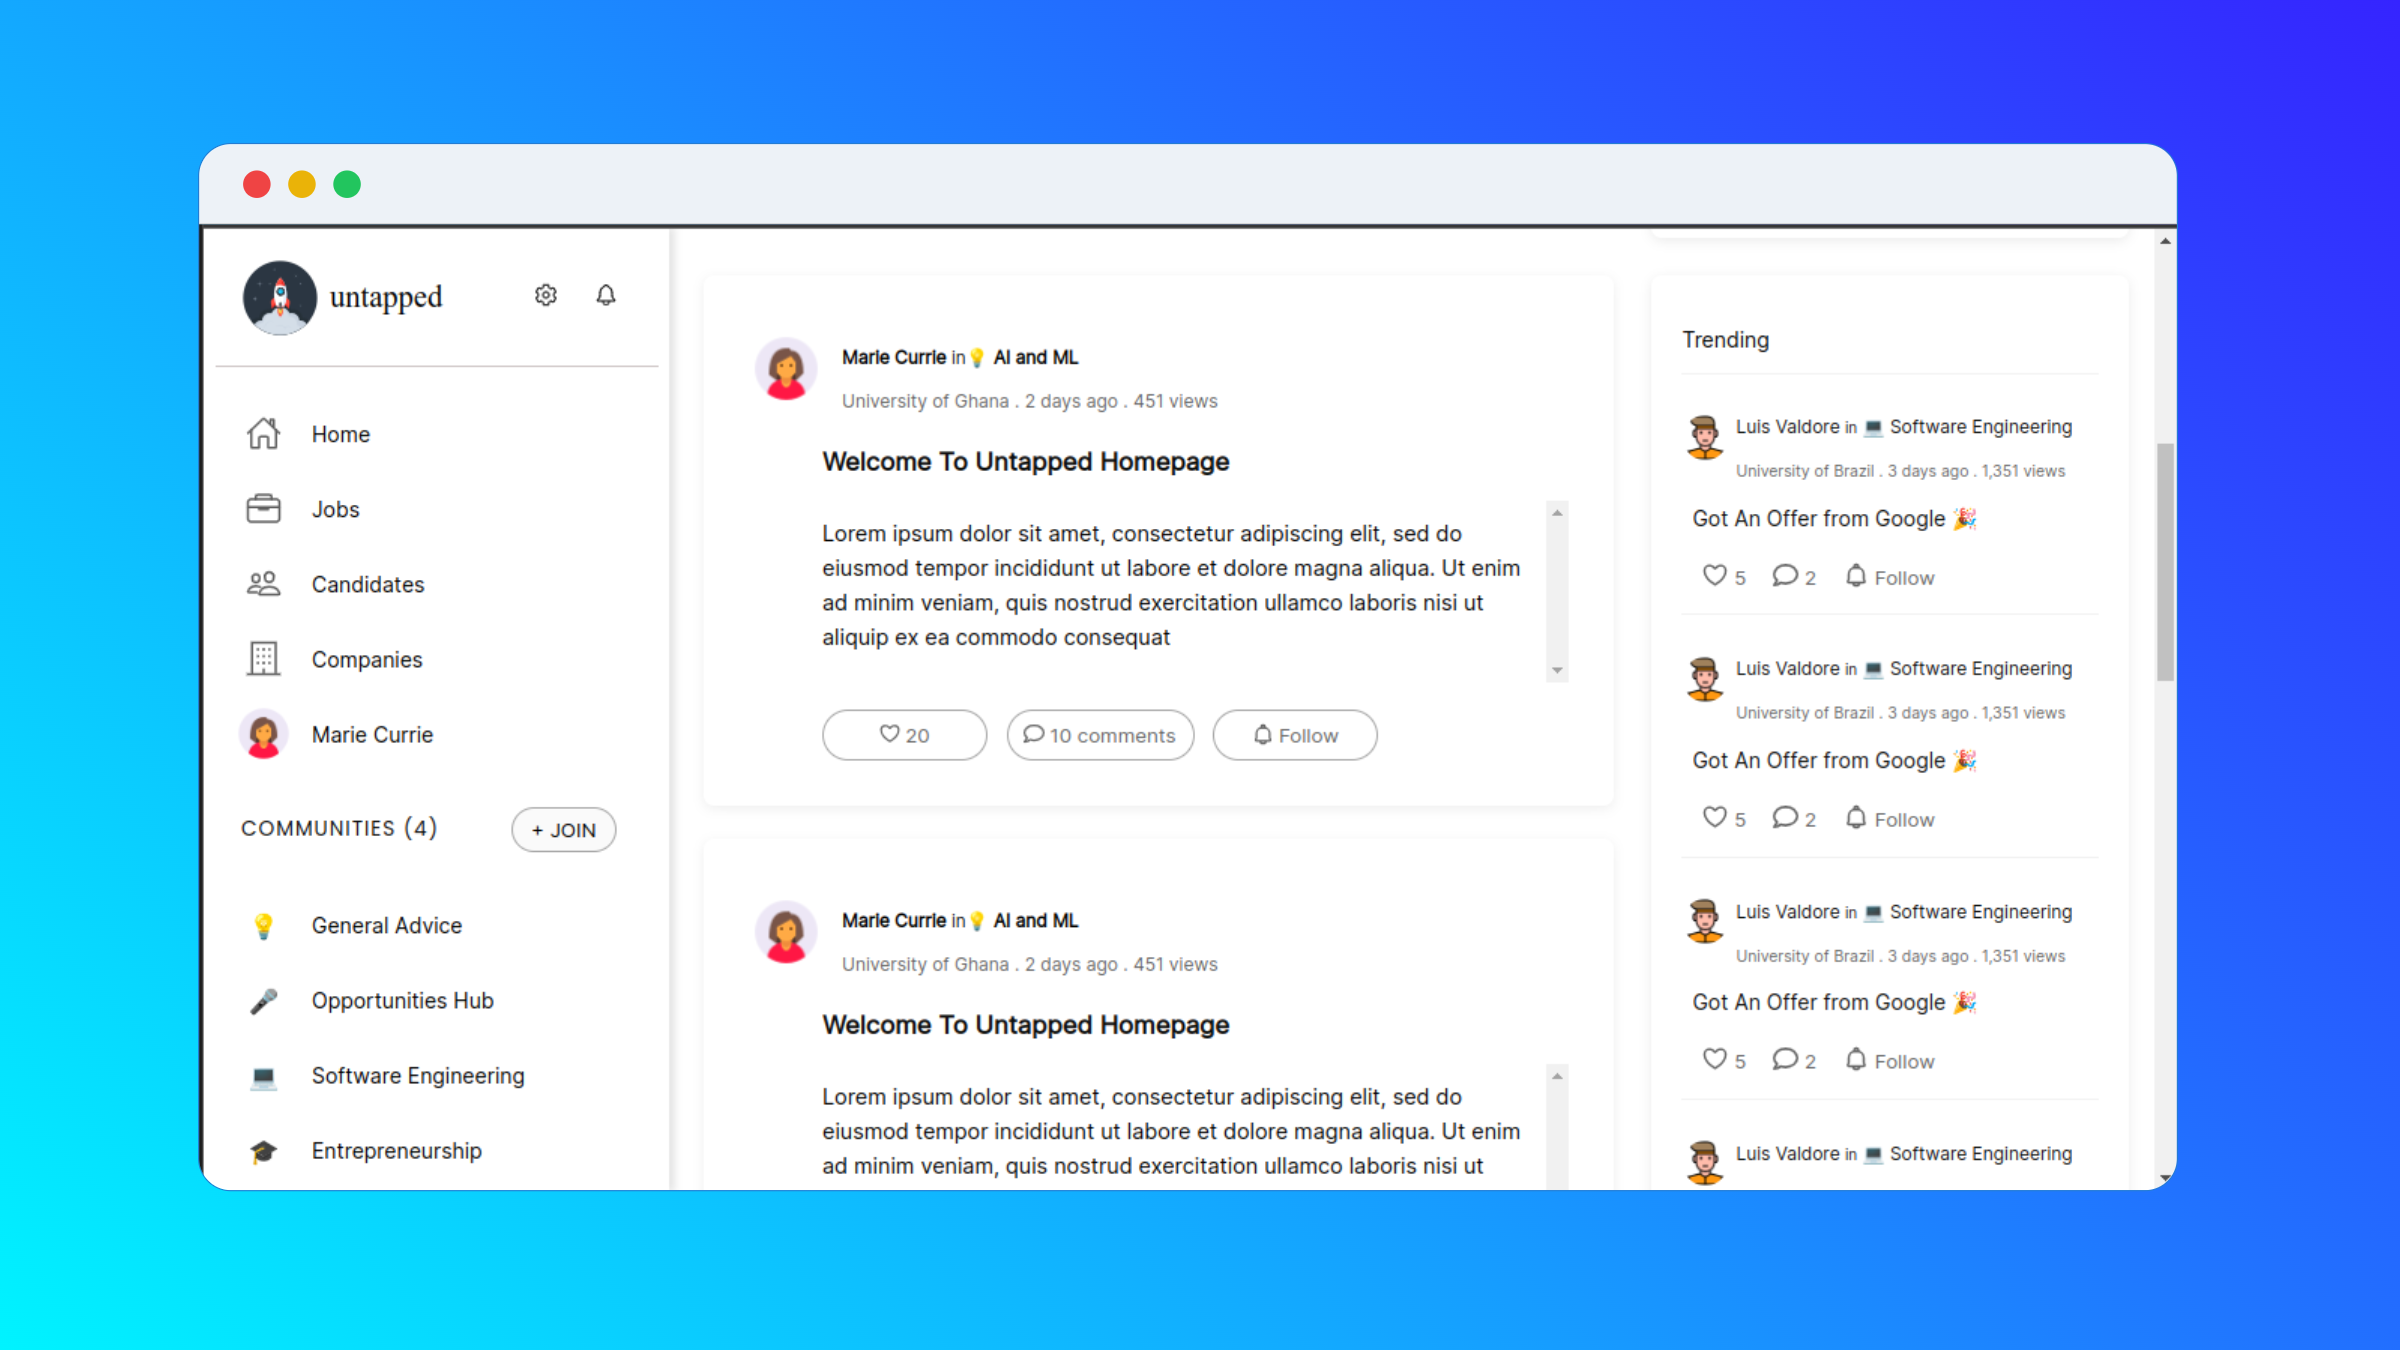 untapped
Home
Jobs
Candidates
Companies
Marie Currie
COMMUNITIES (4)
+ JOIN
General Advice
Opportunities Hub
Software Engineering
Entrepreneurship
Marie Currie in💡 AI and ML
University of Ghana . 2 days ago . 451 views
Welcome To Untapped Homepage
Lorem ipsum dolor sit amet, consectetur adipiscing elit, sed do
eiusmod tempor incididunt ut labore et dolore magna aliqua. Ut enim
ad minim veniam, quis nostrud exercitation ullamco laboris nisi ut
aliquip ex ea commodo consequat
20
10 comments
Follow
Marie Currie in💡 AI and ML
University of Ghana . 2 days ago . 451 views
Welcome To Untapped Homepage
Lorem ipsum dolor sit amet, consectetur adipiscing elit, sed do
eiusmod tempor incididunt ut labore et dolore magna aliqua. Ut enim
ad minim veniam, quis nostrud exercitation ullamco laboris nisi ut
Trending
Luis Valdore in 💻 Software Engineering
University of Brazil . 3 days ago . 1,351 views
Got An Offer from Google 🎉
5 2 Follow
Luis Valdore in 💻 Software Engineering
University of Brazil . 3 days ago . 1,351 views
Got An Offer from Google 🎉
5 2 Follow
Luis Valdore in 💻 Software Engineering
University of Brazil . 3 days ago . 1,351 views
Got An Offer from Google 🎉
5 2 Follow
Luis Valdore in 💻 Software Engineering